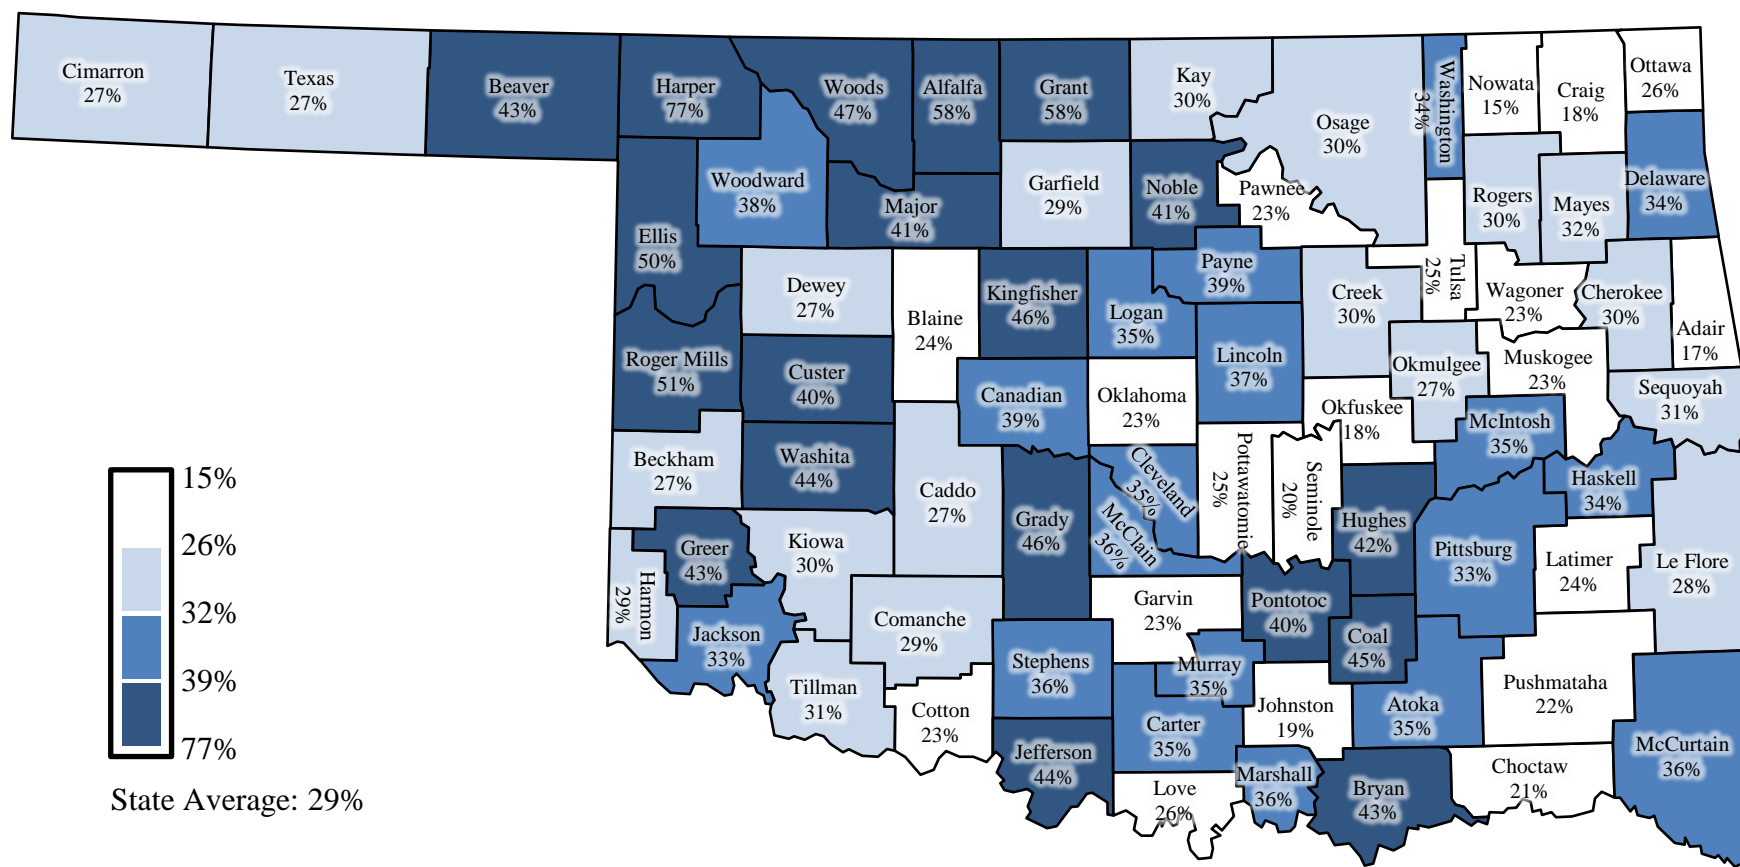 Cimarron
27%
Texas
27%
Beaver
43%
Harper
77%
Woods
47%
Alfalfa
58%
Grant
58%
Kay
30%
Osage
30%
Washington
34%
Nowata
15%
Craig
18%
Ottawa
26%
Woodward
38%
Major
41%
Garfield
29%
Noble
41%
Pawnee
23%
Rogers
30%
Mayes
32%
Delaware
34%
Ellis
50%
Dewey
27%
Blaine
24%
Kingfisher
46%
Logan
35%
Payne
39%
Creek
30%
Tulsa
25%
Wagoner
23%
Cherokee
30%
Adair
17%
Roger Mills
51%
Custer
40%
Canadian
39%
Oklahoma
23%
Lincoln
37%
Okfuskee
18%
Okmulgee
27%
Muskogee
23%
Sequoyah
31%
Beckham
27%
Washita
44%
Caddo
27%
Grady
46%
Cleveland
35%
McClain
36%
Pottawatomie
25%
Seminole
20%
Hughes
42%
McIntosh
35%
Haskell
34%
Pittsburg
33%
Latimer
24%
Le Flore
28%
Harmon
29%
Greer
43%
Kiowa
30%
Jackson
33%
Comanche
29%
Tillman
31%
Cotton
23%
Stephens
36%
Garvin
23%
Murray
35%
Pontotoc
40%
Coal
45%
Johnston
19%
Atoka
35%
Pushmataha
22%
McCurtain
36%
Jefferson
44%
Carter
35%
Love
26%
Marshall
36%
Bryan
43%
Choctaw
21%
15%
26%
32%
39%
77%
State Average: 29%